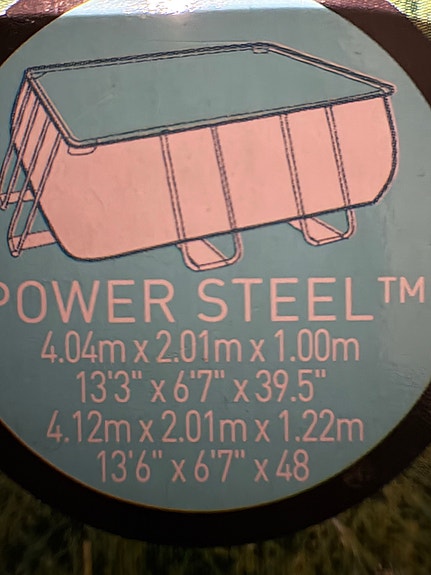 POWER STEEL™
4.04m x 2.01m x 1.00m
13'3" x 6'7" x 39.5"
4.12m x 2.01m x 1.22m
13'6" x 6'7" x 48